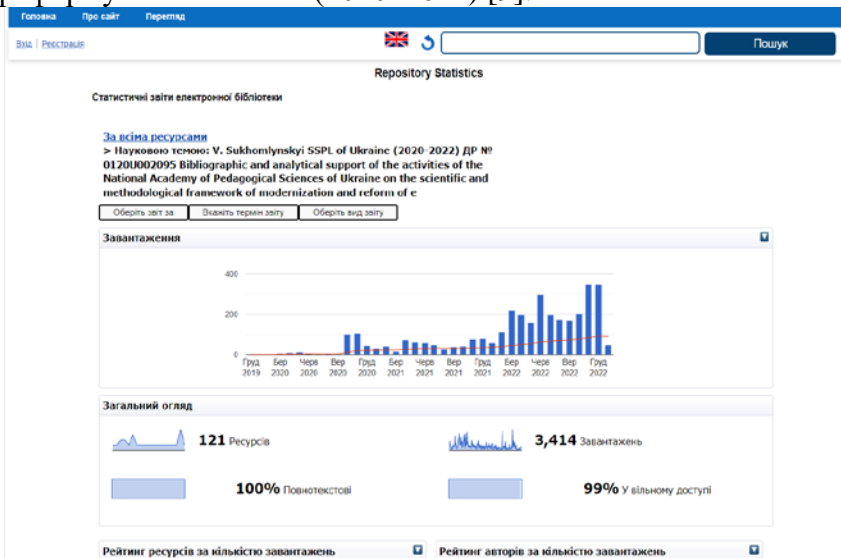 Головна Про сайт Перегляд
Вхід | Реєстрація
Пошук
Repository Statistics
Статистичні звіти електронної бібліотеки
За всіма ресурсами
> Науковою темою: V. Sukhomlynskyi SSPL of Ukraine (2020-2022) ДР №
0120U002095 Bibliographic and analytical support of the activities of the
National Academy of Pedagogical Sciences of Ukraine on the scientific and
methodological framework of modernization and reform of e
Оберіть звіт за Вкажіть термін звіту Оберіть вид звіту
Завантаження
400
200
0
Груд Бер Черв Вер Груд Бер Черв Вер Груд Бер Черв Вер Груд
2019 2020 2020 2020 2020 2021 2021 2021 2021 2022 2022 2022 2022
Загальний огляд
121 Ресурсів 3,414 Завантажень
100% Повнотекстові 99% У вільному доступі
Рейтинг ресурсів за кількістю завантажень Рейтинг авторів за кількістю завантажень